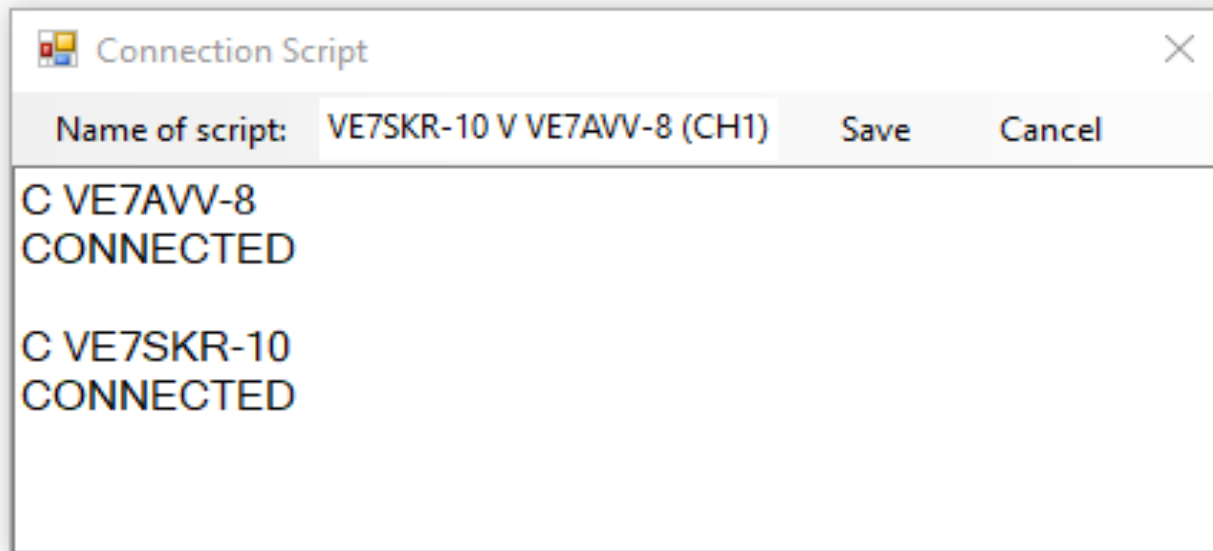 Connection Script
Name of script: VE7SKR-10 V VE7AVV-8 (CH1) Save Cancel
C VE7AVV-8
CONNECTED
C VE7SKR-10
CONNECTED